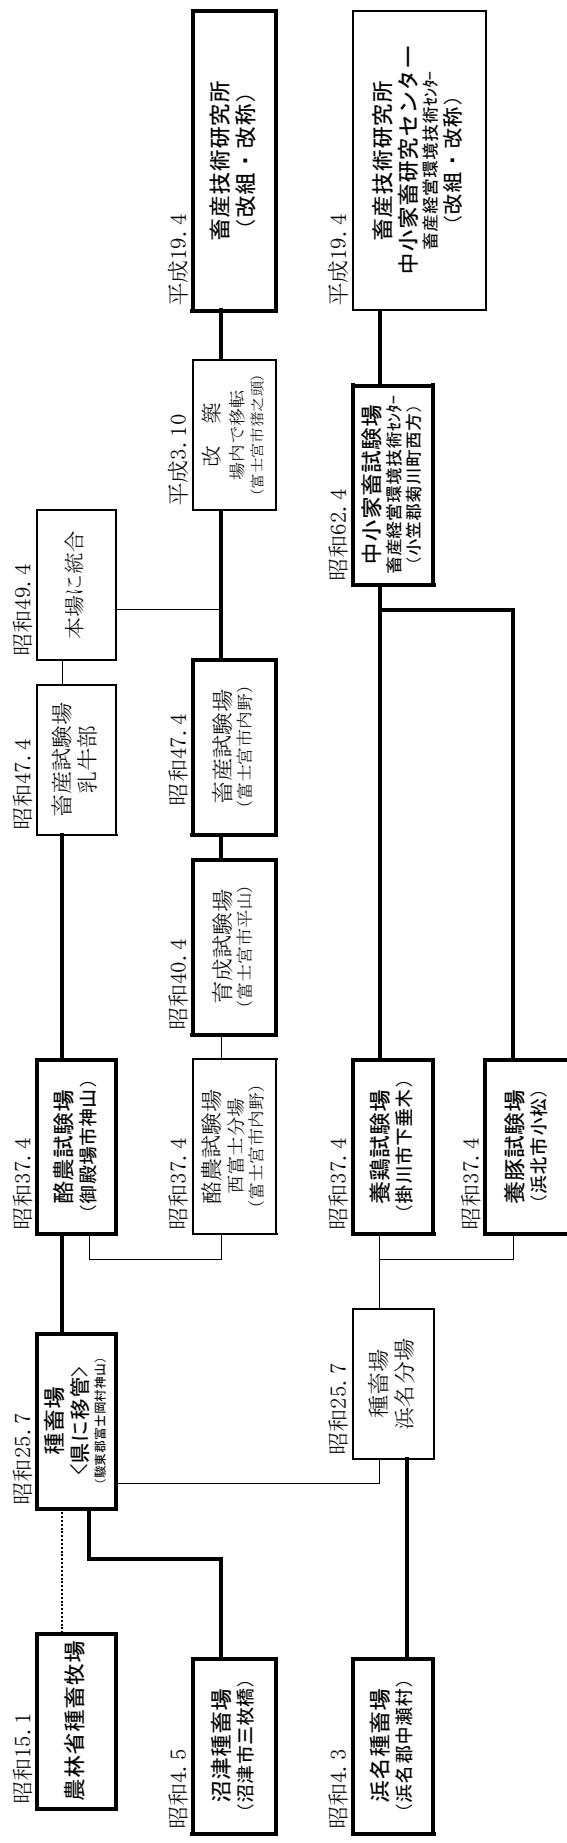 昭和15.1
農林省種畜牧場
昭和4.5
沼津種畜場
(沼津市三枚橋)
昭和4.3
浜名種畜場
(浜名郡中瀬村)
昭和25.7
種畜場
<県に移管>
(駿東郡富士岡村神山)
昭和25.7
種畜場
浜名分場
昭和37.4
酪農試験場
(御殿場市神山)
昭和37.4
酪農試験場
西富士分場
(富士宮市内野)
昭和37.4
養鶏試験場
(掛川市下垂木)
昭和37.4
養豚試験場
(浜北市小松)
昭和40.4
育成試験場
(富士宮市平山)
昭和47.4
畜産試験場
乳牛部
昭和47.4
畜産試験場
(富士宮市内野)
昭和49.4
本場に統合
昭和62.4
中小家畜試験場
畜産経営環境技術センター
(小笠郡菊川町西方)
平成3.10
改 築
場内で移転
(富士宮市猪之頭)
平成19.4
畜産技術研究所
(改組・改称)
平成19.4
畜産技術研究所
中小家畜研究センター
畜産経営環境技術センター
(改組・改称)